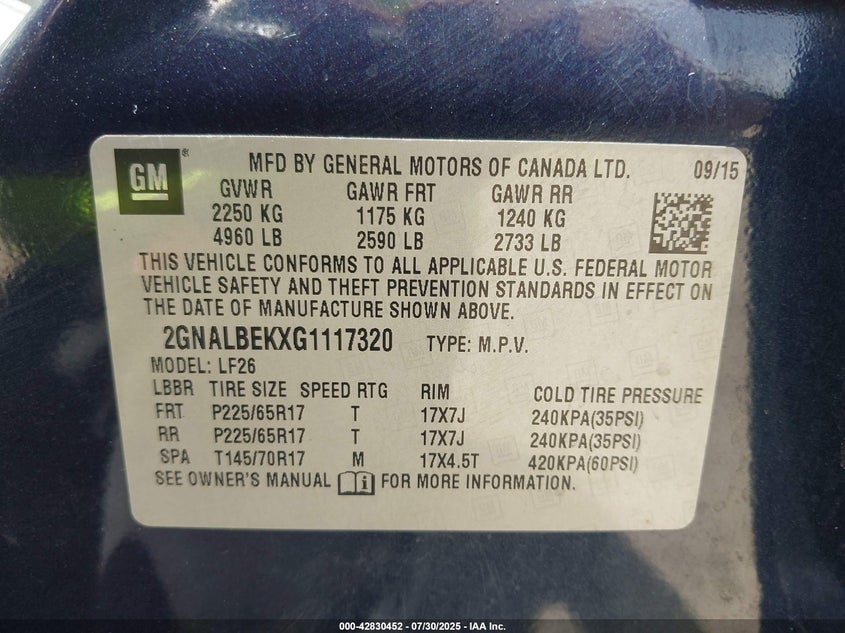 GM ® MFD BY GENERAL MOTORS OF CANADA LTD. 09/15
GVWR GAWR FRT GAWR RR
2250 KG 1175 KG 1240 KG
4960 LB 2590 LB 2733 LB
THIS VEHICLE CONFORMS TO ALL APPLICABLE U.S. FEDERAL MOTOR
VEHICLE SAFETY AND THEFT PREVENTION STANDARDS IN EFFECT ON
THE DATE OF MANUFACTURE SHOWN ABOVE.
2GNALBEKXG1117320 TYPE: M.P.V.
MODEL: LF26
LBBR TIRE SIZE SPEED RTG RIM COLD TIRE PRESSURE
FRT P225/65R17 T 17X7J 240KPA(35PSI)
RR P225/65R17 T 17X7J 240KPA(35PSI)
SPA T145/70R17 M 17X4.5T 420KPA(60PSI)
SEE OWNER'S MANUAL i FOR MORE INFORMATION.
000-42830452 - 07/30/2025 - IAA Inc.